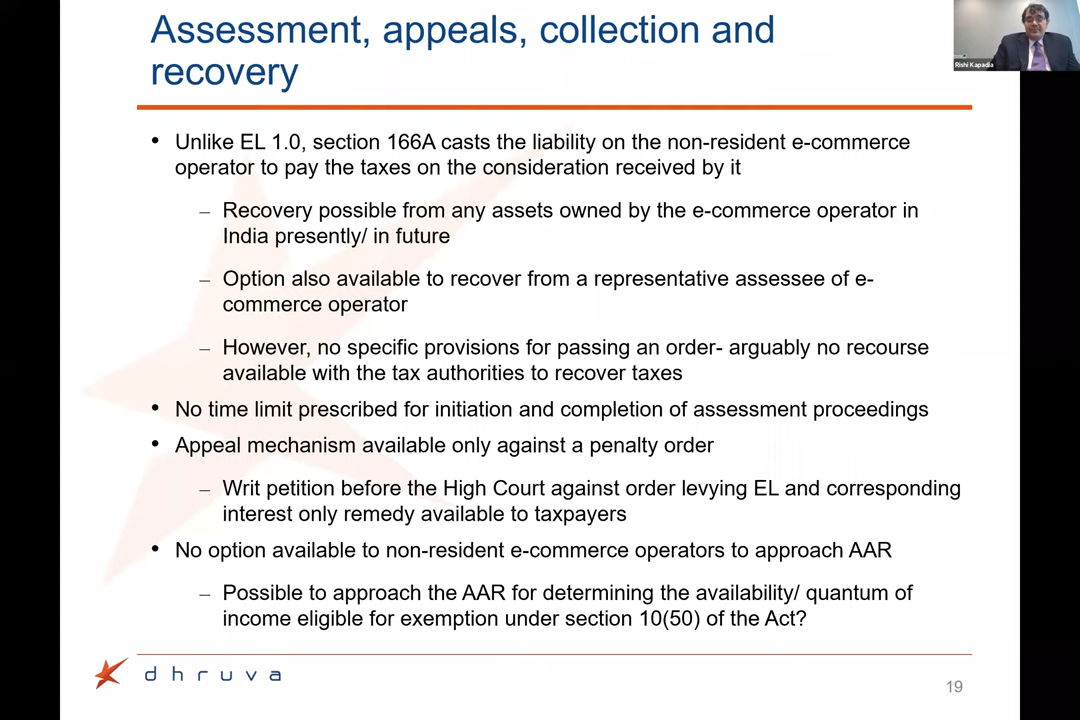 Assessment, appeals, collection and
recovery
Rishi Kapadia
• Unlike EL 1.0, section 166A casts the liability on the non-resident e-commerce
operator to pay the taxes on the consideration received by it
– Recovery possible from any assets owned by the e-commerce operator in
India presently/ in future
– Option also available to recover from a representative assessee of e-
commerce operator
– However, no specific provisions for passing an order- arguably no recourse
available with the tax authorities to recover taxes
• No time limit prescribed for initiation and completion of assessment proceedings
• Appeal mechanism available only against a penalty order
– Writ petition before the High Court against order levying EL and corresponding
interest only remedy available to taxpayers
• No option available to non-resident e-commerce operators to approach AAR
– Possible to approach the AAR for determining the availability/ quantum of
income eligible for exemption under section 10(50) of the Act?
dhruva
19